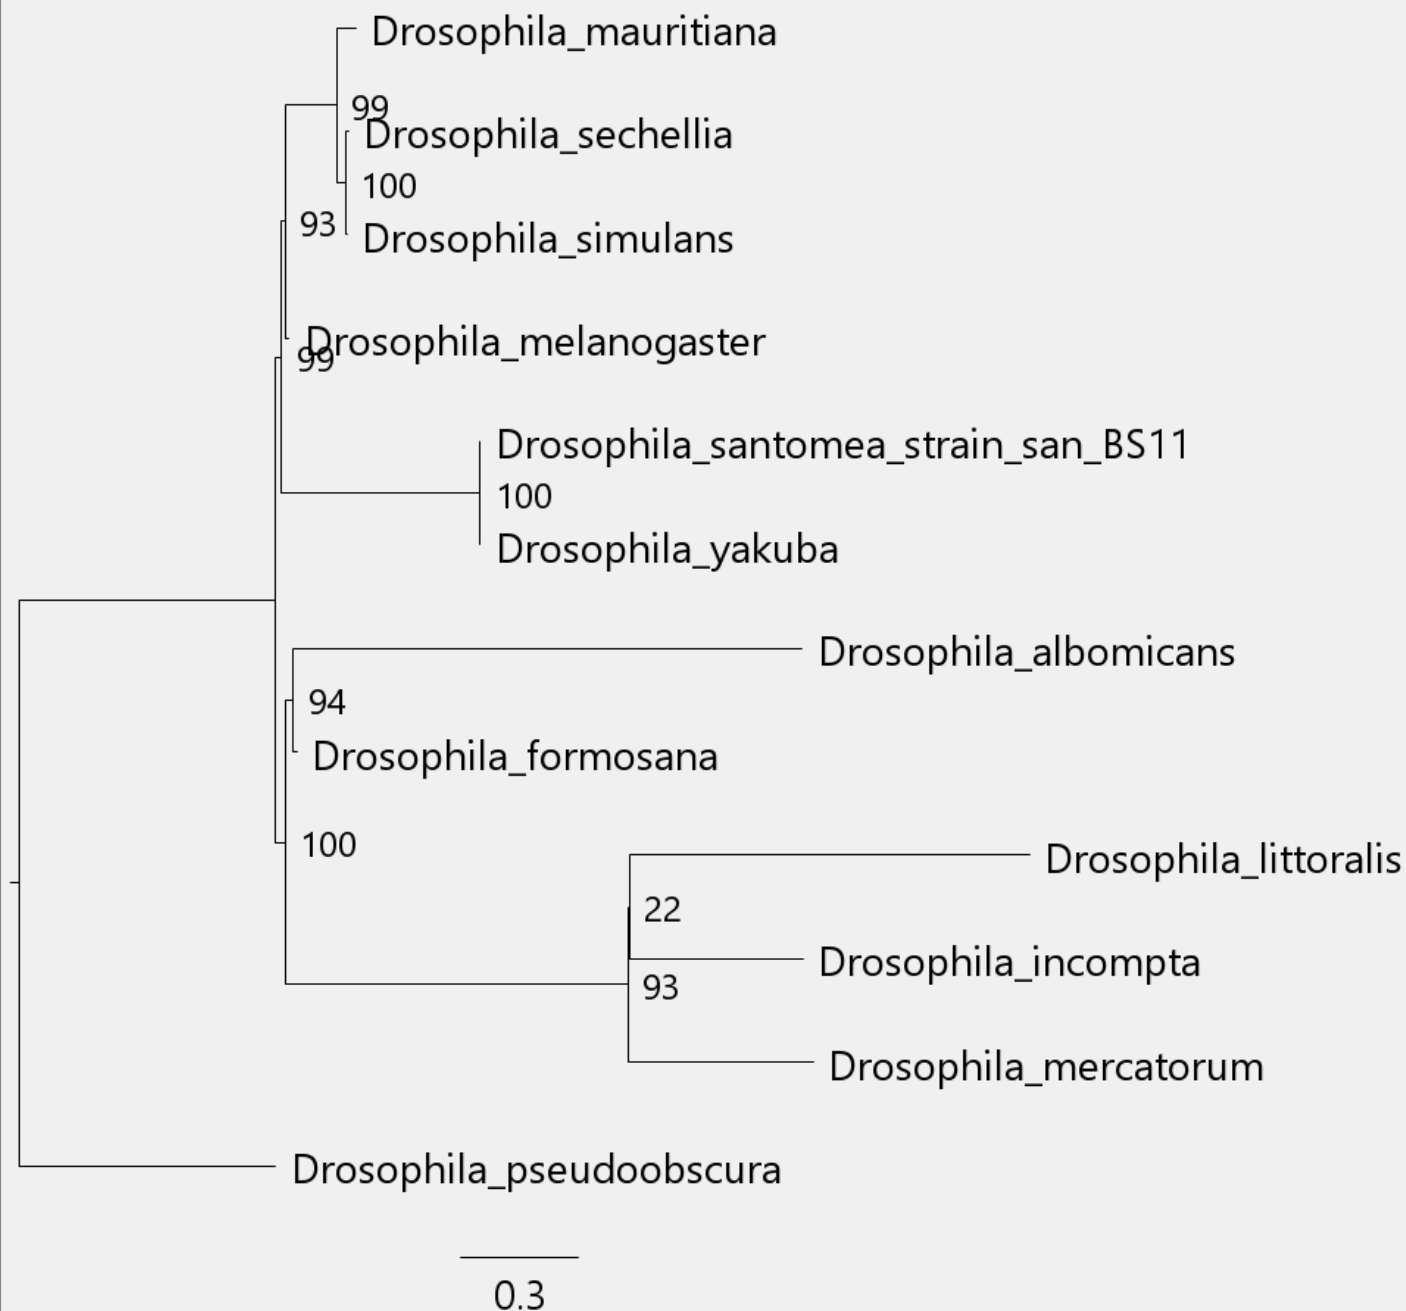 Drosophila_mauritiana
99
Drosophila_sechellia
100
93
Drosophila_simulans
Drosophila_melanogaster
99
Drosophila_santomea_strain_san_BS11
100
Drosophila_yakuba
Drosophila_albomicans
94
Drosophila_formosana
100
Drosophila_littoralis
22
Drosophila_incompta
93
Drosophila_mercatorum
Drosophila_pseudoobscura
0.3